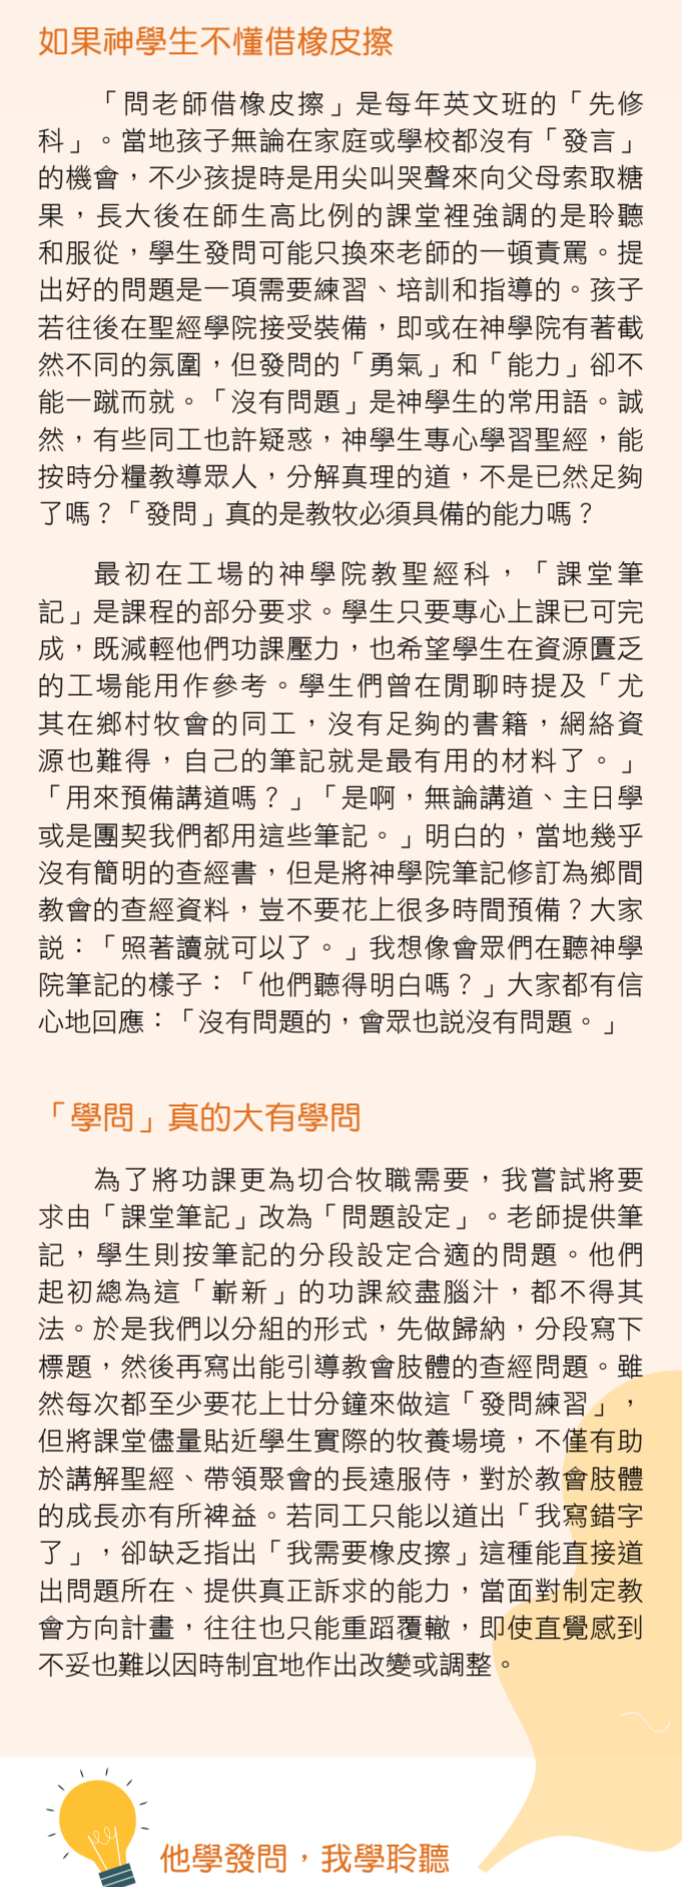 如果神學生不懂借橡皮擦
「問老師借橡皮擦」是每年英文班的「先修
科」。當地孩子無論在家庭或學校都沒有「發言」
的機會，不少孩提時是用尖叫哭聲來向父母索取糖
果，長大後在師生高比例的課堂裡強調的是聆聽
和服從，學生發問可能只換來老師的一頓責罵。提
出好的問題是一項需要練習、培訓和指導的。孩子
若往後在聖經學院接受裝備，即或在神學院有著截
然不同的氛圍，但發問的「勇氣」和「能力」卻不
能一蹴而就。「沒有問題」是神學生的常用語。誠
然，有些同工也許疑惑，神學生專心學習聖經，能
按時分糧教導眾人，分解真理的道，不是已然足夠
了嗎？「發問」真的是教牧必須具備的能力嗎？
最初在工場的神學院教聖經科，「課堂筆
記」是課程的部分要求。學生只要專心上課已可完
成，既減輕他們功課壓力，也希望學生在資源匱乏
的工場能用作參考。學生們曾在閒聊時提及「尤
其在鄉村牧會的同工，沒有足夠的書籍，網絡資
源也難得，自己的筆記就是最有用的材料了。」
「用來預備講道嗎？」「是啊，無論講道、主日學
或是團契我們都用這些筆記。」明白的，當地幾乎
沒有簡明的查經書，但是將神學院筆記修訂為鄉間
教會的查經資料，豈不要花上很多時間預備？大家
説：「照著讀就可以了。」我想像會眾們在聽神學
院筆記的樣子：「他們聽得明白嗎？」大家都有信
心地回應：「沒有問題的，會眾也説沒有問題。」
「學問」真的大有學問
為了將功課更為切合牧職需要，我嘗試將要
求由「課堂筆記」改為「問題設定」。老師提供筆
記，學生則按筆記的分段設定合適的問題。他們
起初總為這「嶄新」的功課絞盡腦汁，都不得其
法。於是我們以分組的形式，先做歸納，分段寫下
標題，然後再寫出能引導教會肢體的查經問題。雖
然每次都至少要花上廿分鐘來做這「發問練習」，
但將課堂儘量貼近學生實際的牧養場境，不僅有助
於講解聖經、帶領聚會的長遠服侍，對於教會肢體
的成長亦有所裨益。若同工只能以道出「我寫錯字
了」，卻缺乏指出「我需要橡皮擦」這種能直接道
出問題所在、提供真正訴求的能力，當面對制定教
會方向計畫，往往也只能重蹈覆轍，即使直覺感到
不妥也難以因時制宜地作出改變或調整。
他學發問，我學聆聽